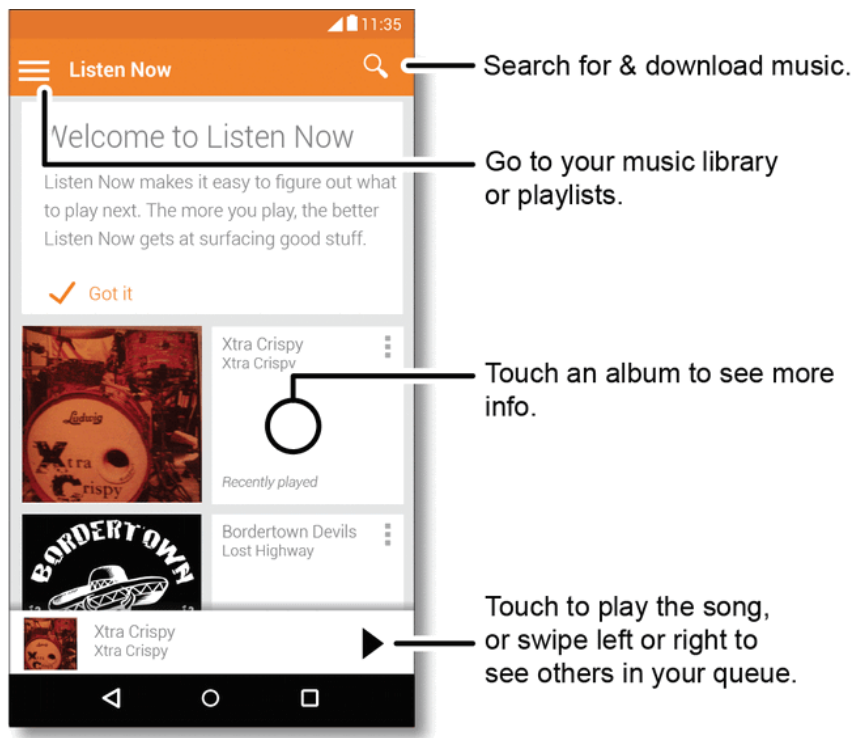 11:35
Listen Now
Search for & download music.
Welcome to Listen Now
Go to your music library
or playlists.
Listen Now makes it easy to figure out what
to play next. The more you play, the better
Listen Now gets at surfacing good stuff.
Got it
Xtra Crispy
Xtra Crispy
Touch an album to see more
info.
Ludwig
Xtra
Crispy
Recently played
BORDERTOWN
Bordertown Devils
Lost Highway
Touch to play the song,
or swipe left or right to
see others in your queue.
Xtra Crispy
Xtra Crispy